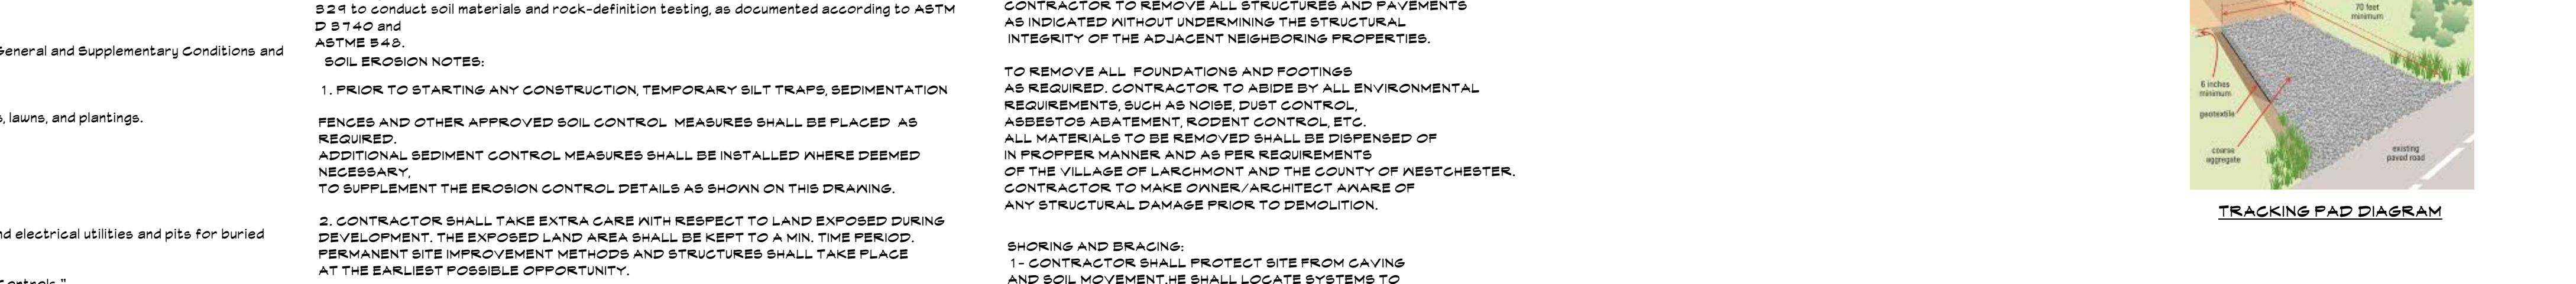 General and Supplementary Conditions and
s, lawns, and plantings.
nd electrical utilities and pits for buried
Controls."
329 to conduct soil materials and rock-definition testing, as documented according to ASTM
D 3740 and
ASTME 548.
SOIL EROSION NOTES:
1. PRIOR TO STARTING ANY CONSTRUCTION, TEMPORARY SILT TRAPS, SEDIMENTATION
FENCES AND OTHER APPROVED SOIL CONTROL MEASURES SHALL BE PLACED AS
REQUIRED.
ADDITIONAL SEDIMENT CONTROL MEASURES SHALL BE INSTALLED WHERE DEEMED
NECESSARY,
TO SUPPLEMENT THE EROSION CONTROL DETAILS AS SHOWN ON THIS DRAWING.
2. CONTRACTOR SHALL TAKE EXTRA CARE WITH RESPECT TO LAND EXPOSED DURING
DEVELOPMENT. THE EXPOSED LAND AREA SHALL BE KEPT TO A MIN. TIME PERIOD.
PERMANENT SITE IMPROVEMENT METHODS AND STRUCTURES SHALL TAKE PLACE
AT THE EARLIEST POSSIBLE OPPORTUNITY.
CONTRACTOR TO REMOVE ALL STRUCTURES AND PAVEMENTS
AS INDICATED WITHOUT UNDERMINING THE STRUCTURAL
INTEGRITY OF THE ADJACENT NEIGHBORING PROPERTIES.
TO REMOVE ALL FOUNDATIONS AND FOOTINGS
AS REQUIRED. CONTRACTOR TO ABIDE BY ALL ENVIRONMENTAL
REQUIREMENTS, SUCH AS NOISE, DUST CONTROL,
ASBESTOS ABATEMENT, RODENT CONTROL, ETC.
ALL MATERIALS TO BE REMOVED SHALL BE DISPENSED OF
IN PROPPER MANNER AND AS PER REQUIREMENTS
OF THE VILLAGE OF LARCHMONT AND THE COUNTY OF WESTCHESTER.
CONTRACTOR TO MAKE OWNER/ARCHITECT AWARE OF
ANY STRUCTURAL DAMAGE PRIOR TO DEMOLITION.
SHORING AND BRACING:
1- CONTRACTOR SHALL PROTECT SITE FROM CAVING
AND SOIL MOVEMENT.HE SHALL LOCATE SYSTEMS TO
70 feet
minimum
6 inches
minimum
geotextile
coarse
aggregate
existing
paved road
TRACKING PAD DIAGRAM